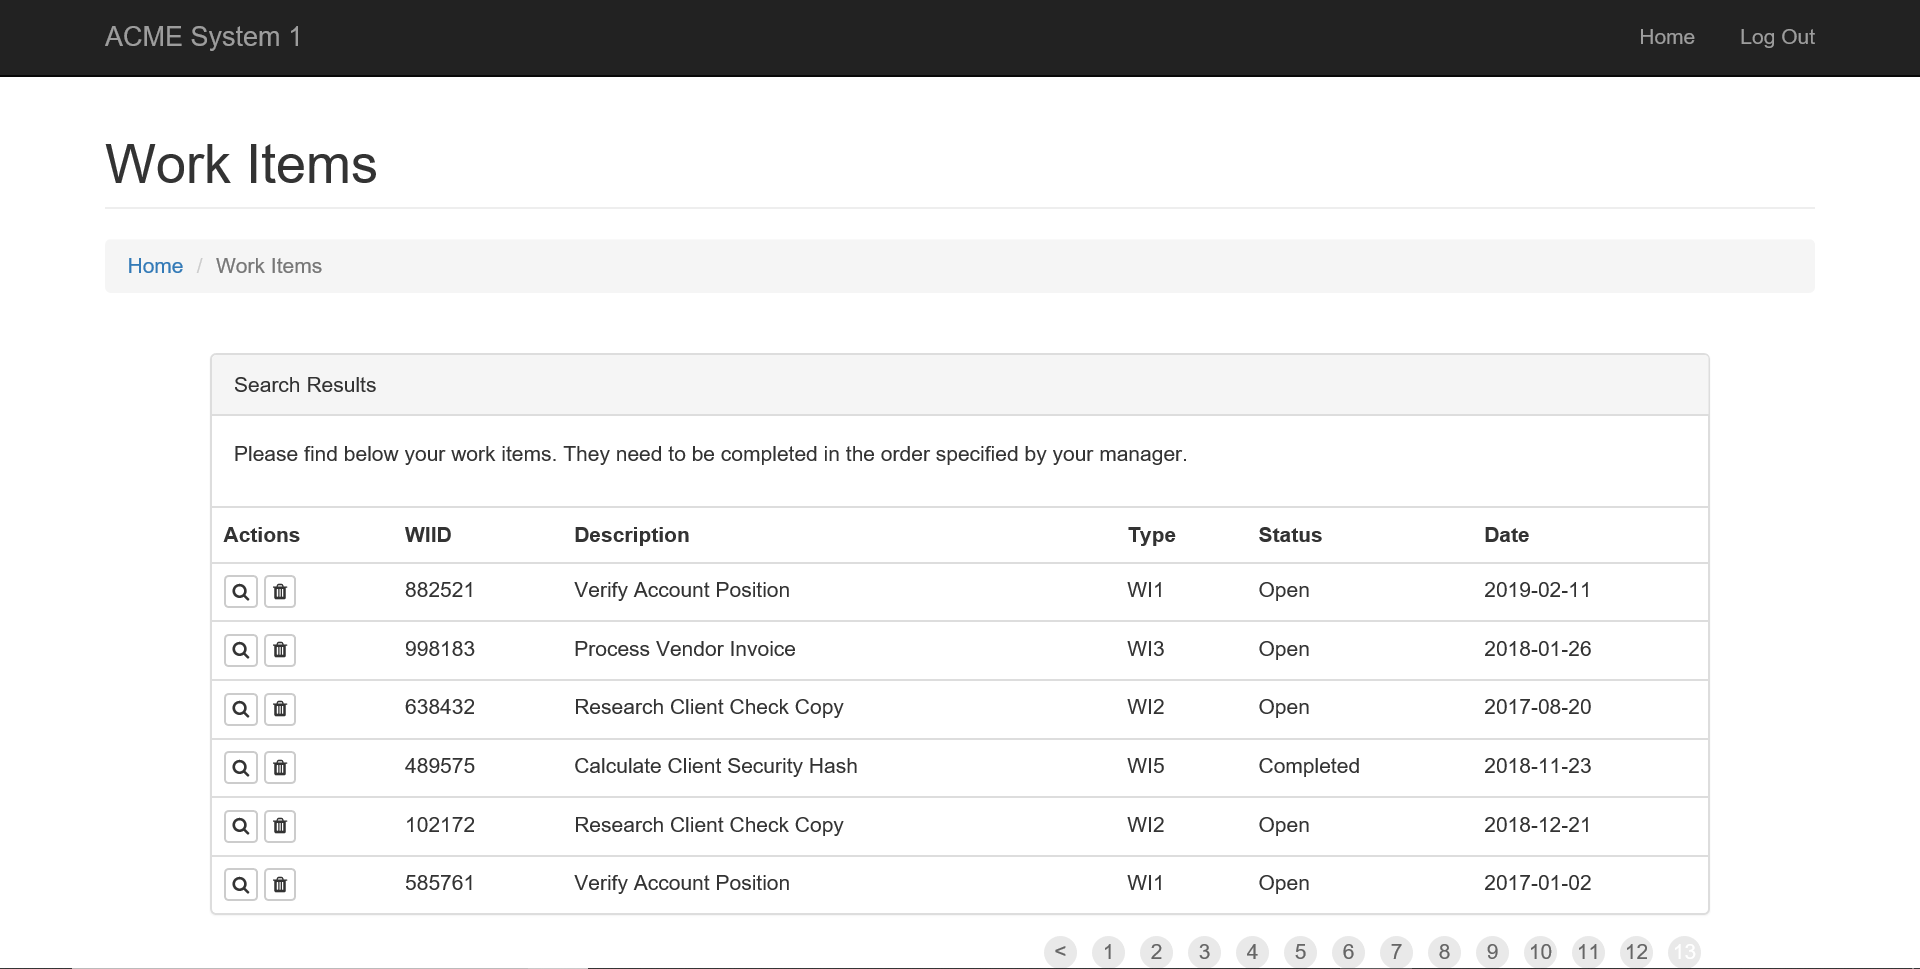 ACME System 1 Home Log Out
Work Items
Home / Work Items
Search Results
Please find below your work items. They need to be completed in the order specified by your manager.
Actions WIID Description Type Status Date
882521 Verify Account Position WI1 Open 2019-02-11
998183 Process Vendor Invoice WI3 Open 2018-01-26
638432 Research Client Check Copy WI2 Open 2017-08-20
489575 Calculate Client Security Hash WI5 Completed 2018-11-23
102172 Research Client Check Copy WI2 Open 2018-12-21
585761 Verify Account Position WI1 Open 2017-01-02
< 1 2 3 4 5 6 7 8 9 10 11 12 13